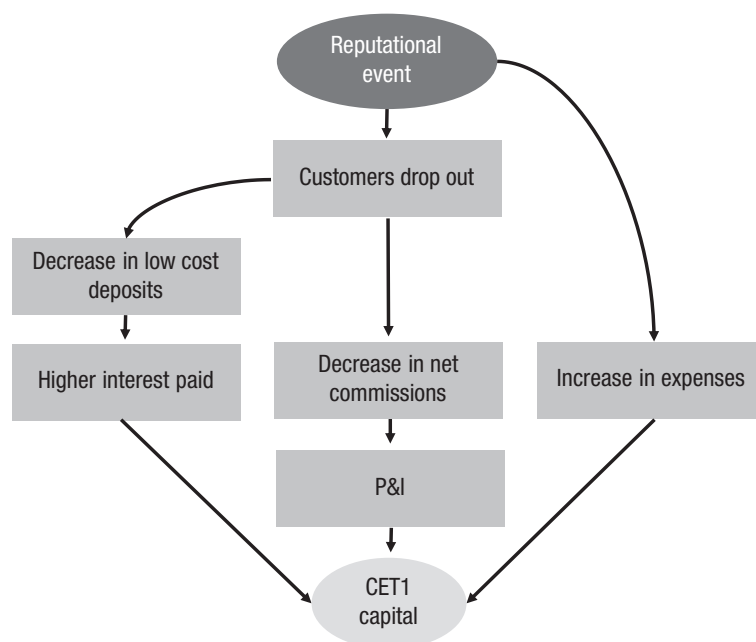 Reputational
event
Customers drop out
Decrease in low cost
deposits
Higher interest paid
Decrease in net
commissions
Increase in expenses
P&l
CET1
capital